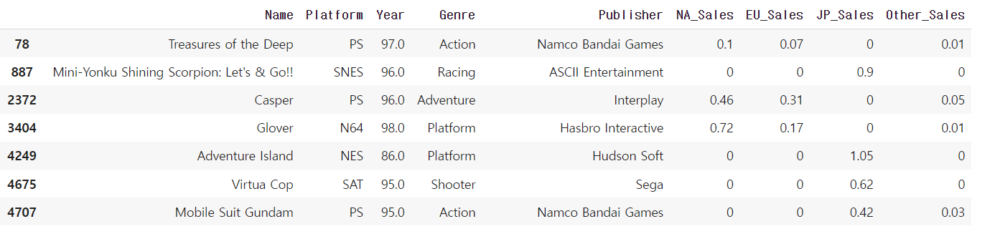 Name Platform Year Genre Publisher NA_Sales EU_Sales JP_Sales Other_Sales
78 Treasures of the Deep PS 97.0 Action Namco Bandai Games 0.1 0.07 0 0.01
887 Mini-Yonku Shining Scorpion: Let's & Go!! SNES 96.0 Racing ASCII Entertainment 0 0 0.9 0
2372 Casper PS 96.0 Adventure Interplay 0.46 0.31 0 0.05
3404 Glover N64 98.0 Platform Hasbro Interactive 0.72 0.17 0 0.01
4249 Adventure Island NES 86.0 Platform Hudson Soft 0 0 1.05 0
4675 Virtua Cop SAT 95.0 Shooter Sega 0 0 0.62 0
4707 Mobile Suit Gundam PS 95.0 Action Namco Bandai Games 0 0 0.42 0.03